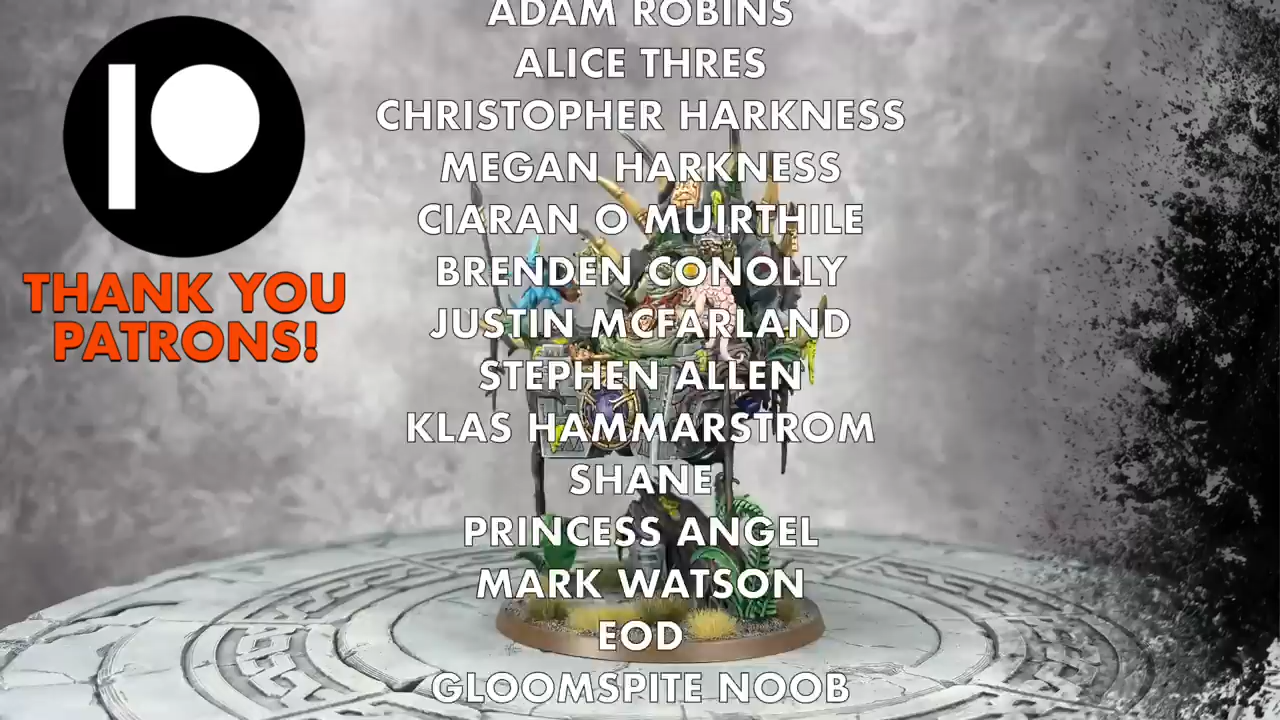 THANK YOU
PATRONS!
ADAM ROBINS
ALICE THRES
CHRISTOPHER HARKNESS
MEGAN HARKNESS
CIARAN O MUIRTHILE
BRENDEN CONOLLY
JUSTIN MCFARLAND
STEPHEN ALLEN
KLAS HAMMARSTROM
SHANE
PRINCESS ANGEL
MARK WATSON
EOD
GLOOMSPITE NOOB